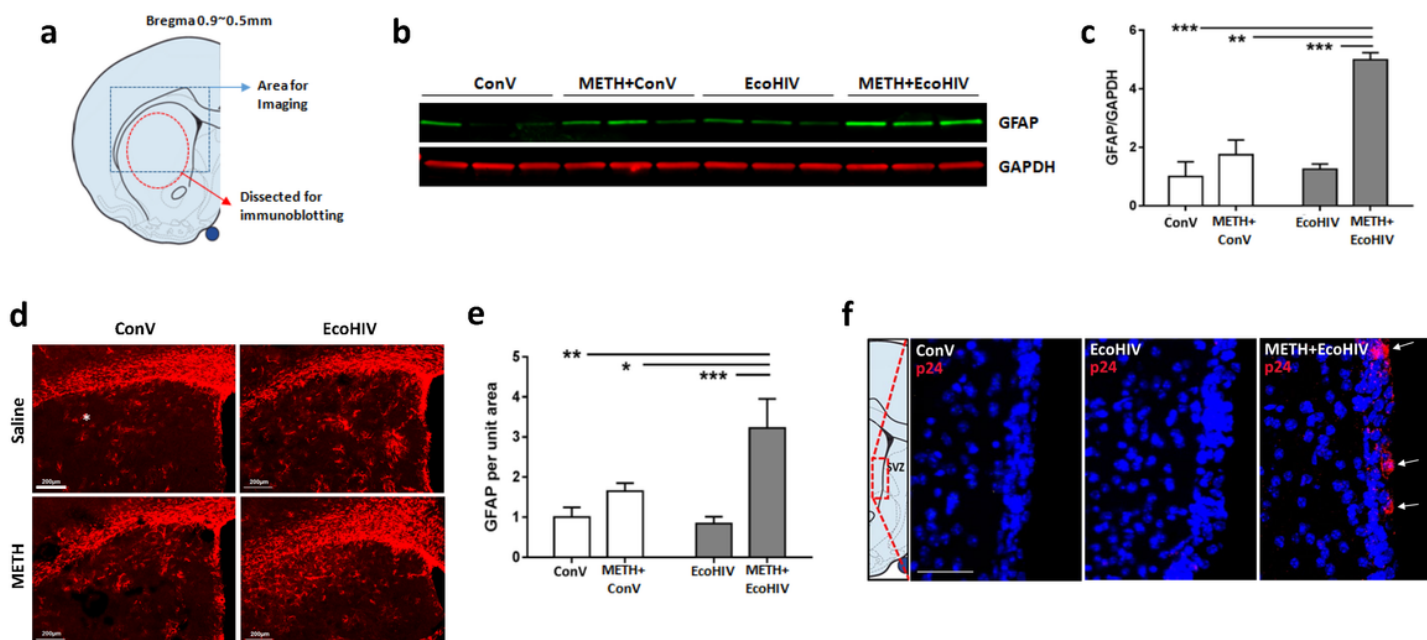 a
Bregma 0.9~0.5mm
Area for
Imaging
Dissected for
immunoblotting
b
ConV METH+ConV EcoHIV METH+EcoHIV
GFAP
GAPDH
c
***
** ***
GFAP/GAPDH
6
4
2
0
ConV
METH+
ConV
EcoHIV
METH+
EcoHIV
d
ConV EcoHIV
Saline
METH
*
200µm 200µm
200µm 200µm
e
**
*
***
GFAP per unit area
5
4
3
2
1
0
ConV
METH+
ConV
EcoHIV
METH+
EcoHIV
f
SVZ
ConV
p24
EcoHIV
p24
METH+EcoHIV
p24